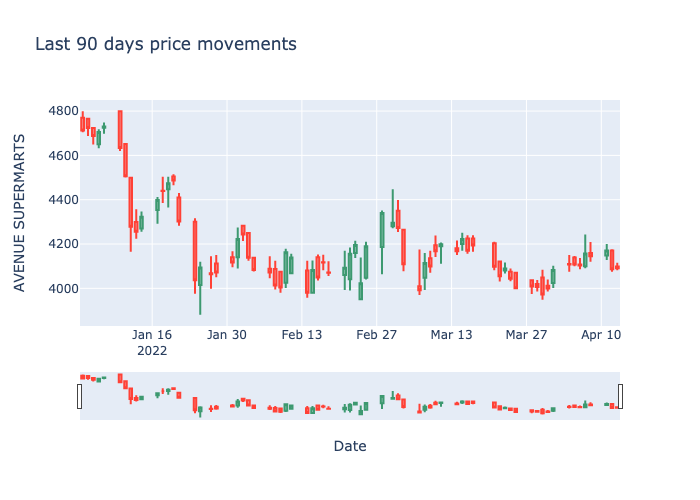 Last 90 days price movements
AVENUE SUPERMARTS
4800
4600
4400
4200
4000
Jan 16
2022
Jan 30
Feb 13
Feb 27
Mar 13
Mar 27
Apr 10
Date